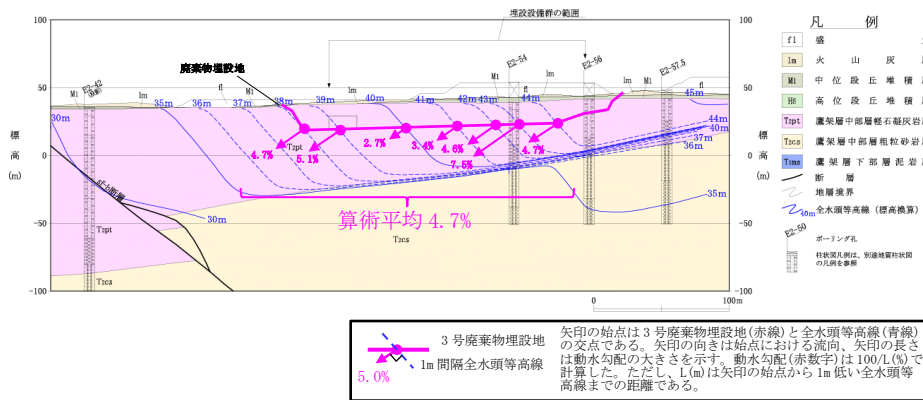 100
50
0
-50
-100
標高(m)
埋設設備群の範囲
廃棄物埋設地
E2-42
E2-54
E2-56
E2-57.5
M1
lm
fl
lm
M1
lm
M1
lm
M1
fl
30m
35m
36m
37m
38m
39m
40m
41m
42m
43m
44m
45m
44m
40m
36m
35m
30m
T2pt
4.7%
5.1%
2.7%
3.4%
4.6%
7.5%
4.7%
算術平均 4.7%
T2pt
T2cs
T2cs
100
50
0
-50
-100
標高(m)
0
100m
凡 例
fl 盛
lm 火 山 灰
M1 中 位 段 丘 堆 積
H5 高 位 段 丘 堆 積
T2pt 鷹架層中部層軽石凝灰岩
T2cs 鷹架層中部層粗粒砂岩
T1ms 鷹 架 層 下 部 層 泥 岩
断 層
地層境界
40m 全水頭等高線(標高換算)
E2-50
ボーリング孔
柱状図凡例は、別途地質柱状図
の凡例を参照
5.0%
3 号廃棄物埋設地
1m 間隔全水頭等高線
矢印の始点は 3 号廃棄物埋設地(赤線)と全水頭等高線(青線)
の交点である。矢印の向きは始点における流向、矢印の長さ
は動水勾配の大きさを示す。動水勾配(赤数字)は 100/L(%)で
計算した。ただし、L(m)は矢印の始点から 1m 低い全水頭等
高線までの距離である。